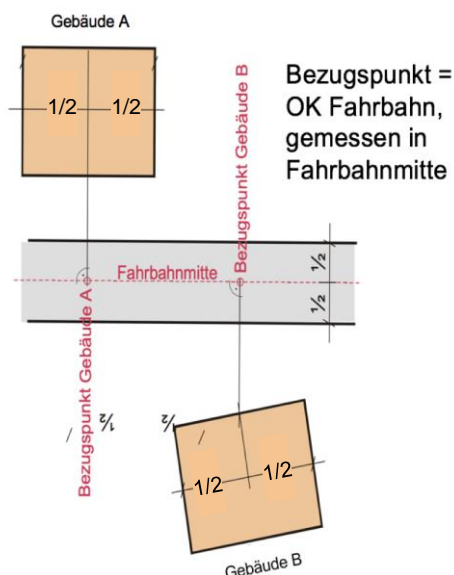 Gebäude A
1/2
1/2
Bezugspunkt Gebäude B
Bezugspunkt =
OK Fahrbahn,
gemessen in
Fahrbahnmitte
Fahrbahnmitte
½
½
Bezugspunkt Gebäude A
½
½
1/2
1/2
Gebäude B